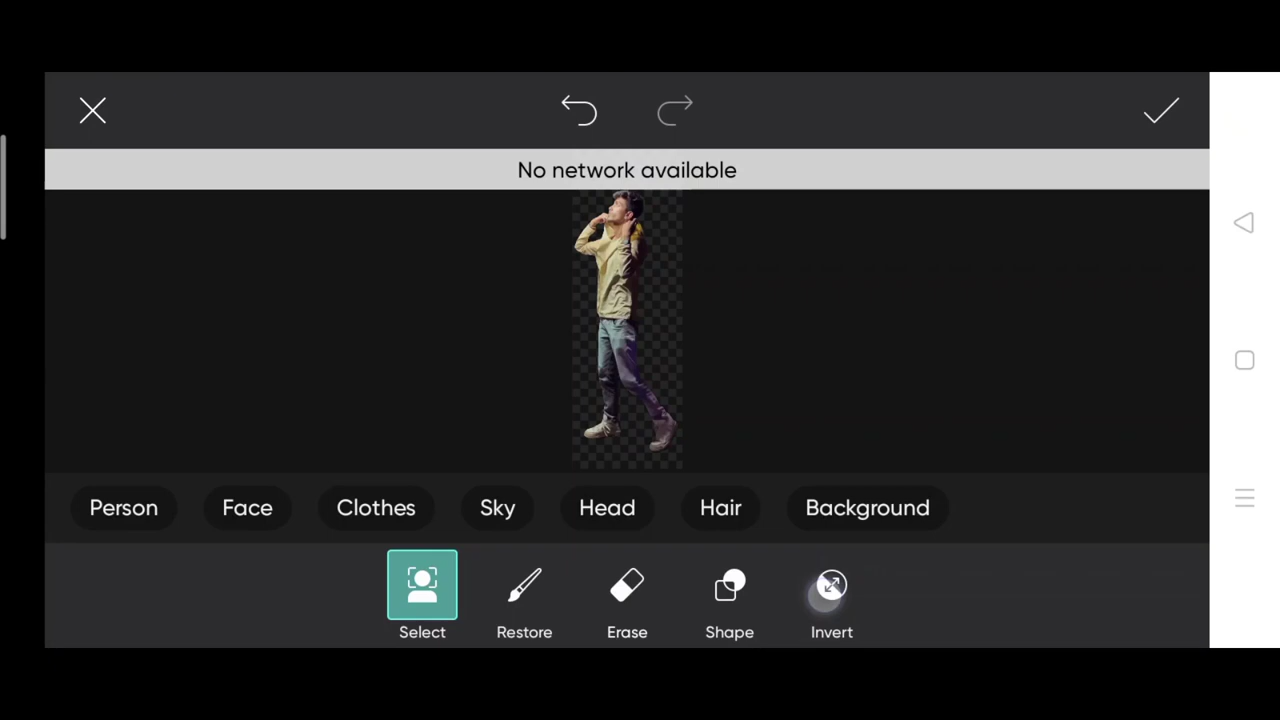 No network available
Person Face Clothes Sky Head Hair Background
Select Restore Erase Shape Invert